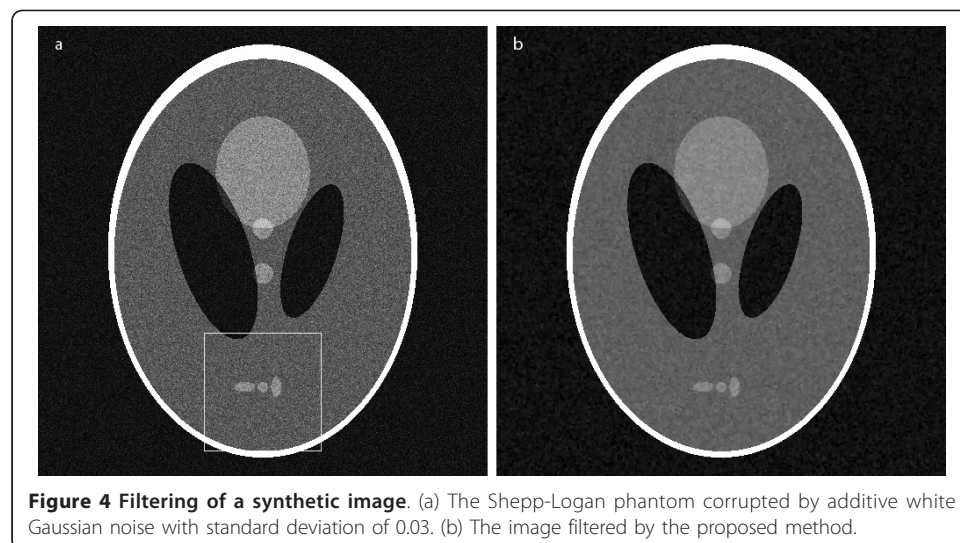 a
b
Figure 4 Filtering of a synthetic image. (a) The Shepp-Logan phantom corrupted by additive white
Gaussian noise with standard deviation of 0.03. (b) The image filtered by the proposed method.